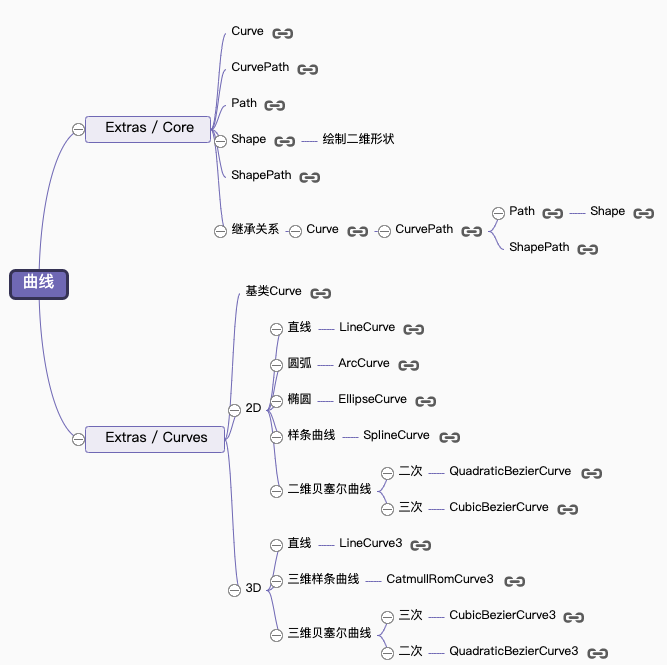 曲线
Extras / Core
Curve
CurvePath
Path
Shape 绘制二维形状
ShapePath
继承关系 Curve CurvePath
Path Shape
ShapePath
Extras / Curves
基类Curve
2D
直线 LineCurve
圆弧 ArcCurve
椭圆 EllipseCurve
样条曲线 SplineCurve
二维贝塞尔曲线
二次 QuadraticBezierCurve
三次 CubicBezierCurve
3D
直线 LineCurve3
三维样条曲线 CatmullRomCurve3
三维贝塞尔曲线
三次 CubicBezierCurve3
二次 QuadraticBezierCurve3